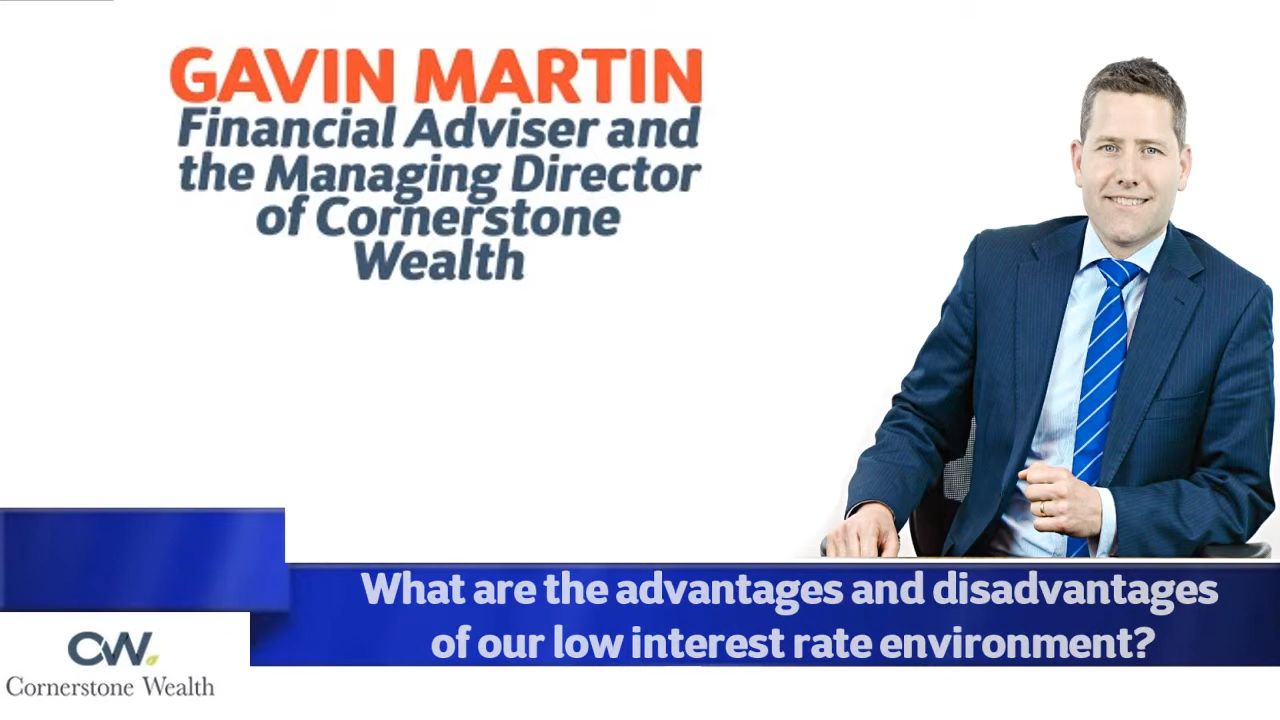 GAVIN MARTIN
Financial Adviser and
the Managing Director
of Cornerstone
Wealth
What are the advantages and disadvantages
of our low interest rate environment?
CW
Cornerstone Wealth